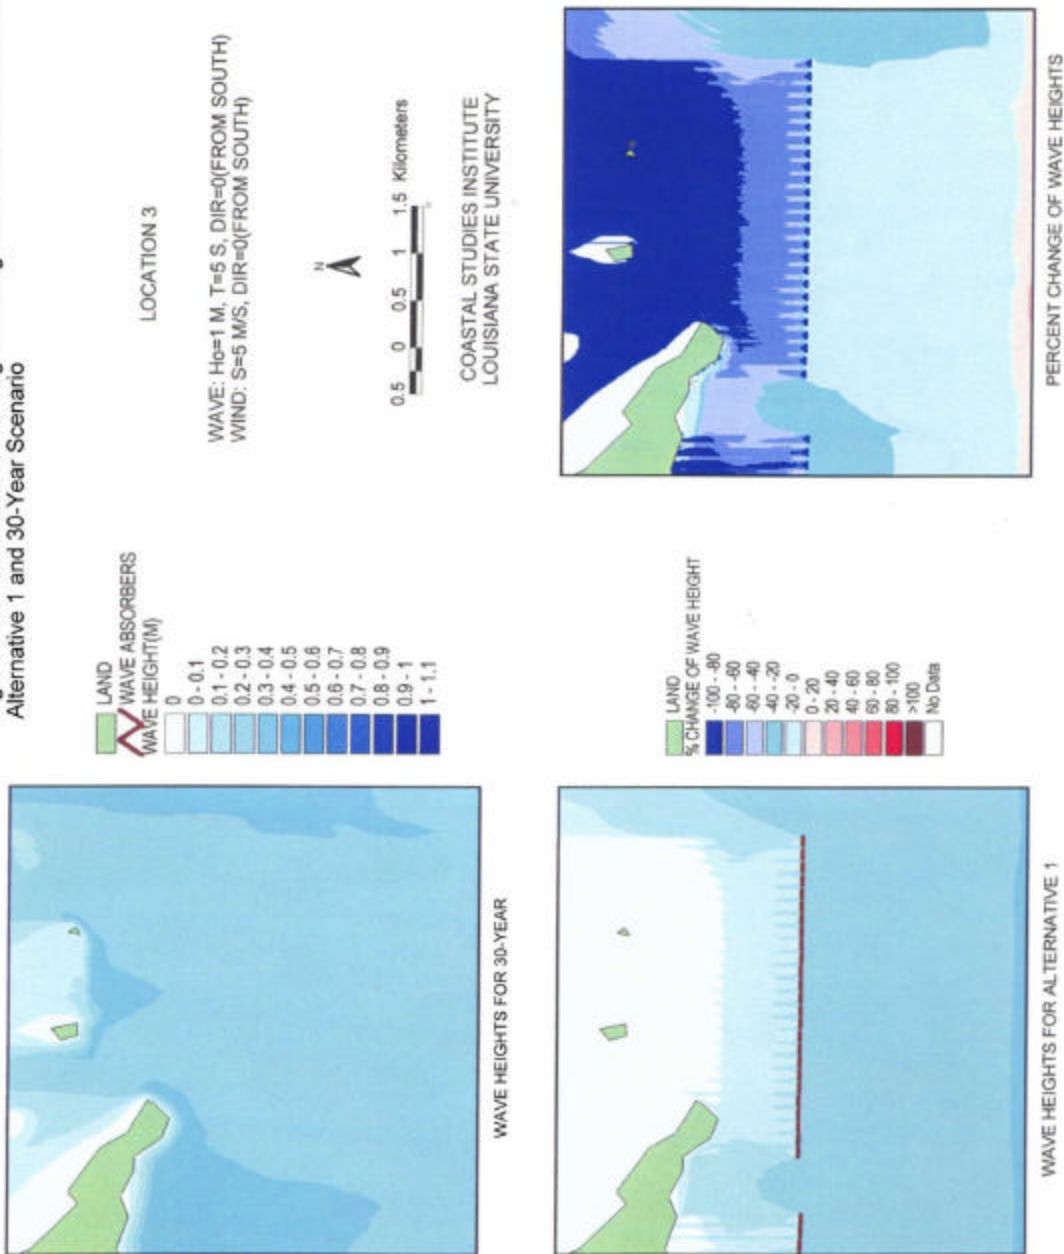 Alternative 1 and 30-Year Scenario
WAVE HEIGHTS FOR 30-YEAR
LAND
WAVE ABSORBERS
WAVE HEIGHT(M)
0
0 - 0.1
0.1 - 0.2
0.2 - 0.3
0.3 - 0.4
0.4 - 0.5
0.5 - 0.6
0.6 - 0.7
0.7 - 0.8
0.8 - 0.9
0.9 - 1
1 - 1.1
LOCATION 3
WAVE: Ho=1 M, T=5 S, DIR=0(FROM SOUTH)
WIND: S=5 M/S, DIR=0(FROM SOUTH)
N
0.5 0 0.5 1 1.5 Kilometers
COASTAL STUDIES INSTITUTE
LOUISIANA STATE UNIVERSITY
WAVE HEIGHTS FOR ALTERNATIVE 1
LAND
% CHANGE OF WAVE HEIGHT
-100 - -80
-80 - -60
-60 - -40
-40 - -20
-20 - 0
0 - 20
20 - 40
40 - 60
60 - 80
80 - 100
>100
No Data
PERCENT CHANGE OF WAVE HEIGHTS